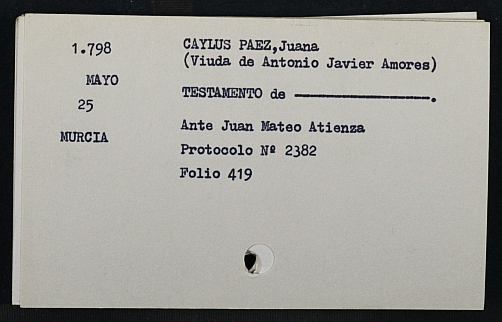 1.798
CAYLUS PAEZ,Juana
(Viuda de Antonio Javier Amores)
MAYO
TESTAMENTO de ————————.
25
Ante Juan Mateo Atienza
MURCIA
Protocolo Nº 2382
Folio 419